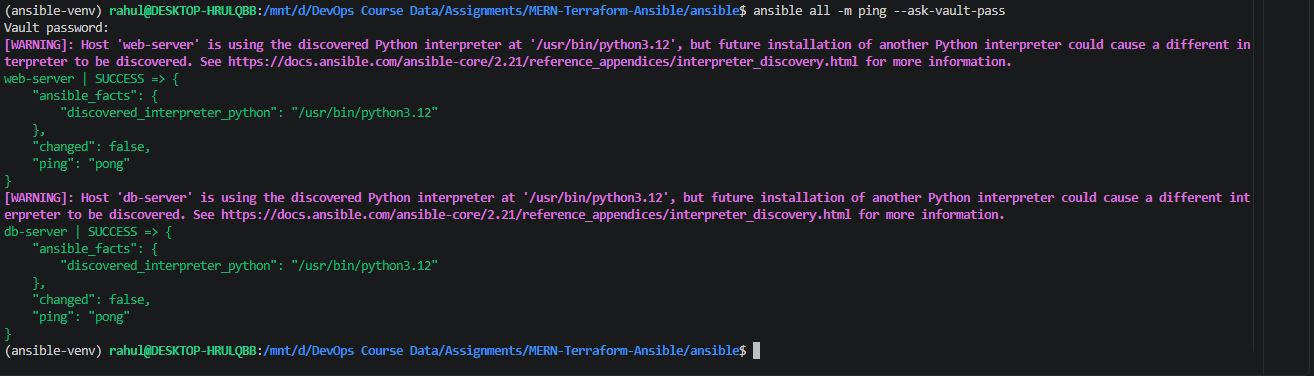 (ansible-venv) rahul@DESKTOP-HRULQBB:/mnt/d/DevOps Course Data/Assignments/MERN-Terraform-Ansible/ansible$ ansible all -m ping --ask-vault-pass
Vault password:
[WARNING]: Host 'web-server' is using the discovered Python interpreter at '/usr/bin/python3.12', but future installation of another Python interpreter could cause a different in
terpreter to be discovered. See https://docs.ansible.com/ansible-core/2.21/reference_appendices/interpreter_discovery.html for more information.
web-server | SUCCESS => {
    "ansible_facts": {
        "discovered_interpreter_python": "/usr/bin/python3.12"
    },
    "changed": false,
    "ping": "pong"
}
[WARNING]: Host 'db-server' is using the discovered Python interpreter at '/usr/bin/python3.12', but future installation of another Python interpreter could cause a different int
erpreter to be discovered. See https://docs.ansible.com/ansible-core/2.21/reference_appendices/interpreter_discovery.html for more information.
db-server | SUCCESS => {
    "ansible_facts": {
        "discovered_interpreter_python": "/usr/bin/python3.12"
    },
    "changed": false,
    "ping": "pong"
}
(ansible-venv) rahul@DESKTOP-HRULQBB:/mnt/d/DevOps Course Data/Assignments/MERN-Terraform-Ansible/ansible$